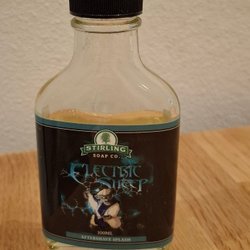 STIRLING
SOAP CO.
ELECTRIC
SHEEP
100ML
AFTERSHAVE SPLASH